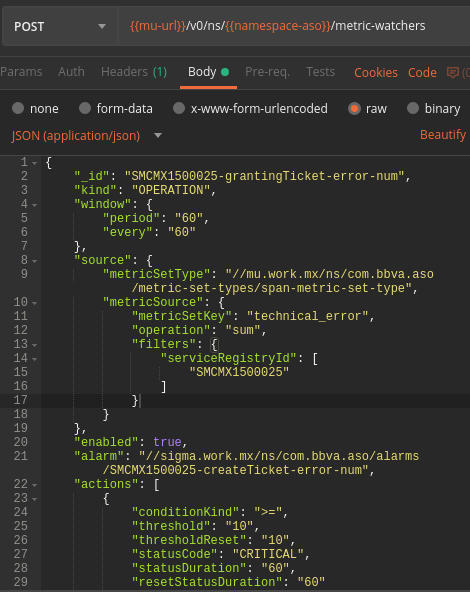 POST {{mu-url}}/v0/ns/{{namespace-aso}}/metric-watchers
Params Auth Headers (1) Body Pre-req. Tests Cookies Code
none form-data x-www-form-urlencoded raw binary
JSON (application/json) Beautify
1 {
2 "_id": "SMCMX1500025-grantingTicket-error-num",
3 "kind": "OPERATION",
4 "window": {
5 "period": "60",
6 "every": "60"
7 },
8 "source": {
9 "metricSetType": "//mu.work.mx/ns/com.bbva.aso
/metric-set-types/span-metric-set-type",
10 "metricSource": {
11 "metricSetKey": "technical_error",
12 "operation": "sum",
13 "filters": {
14 "serviceRegistryId": [
15 "SMCMX1500025"
16 ]
17 }
18 }
19 },
20 "enabled": true,
21 "alarm": "//sigma.work.mx/ns/com.bbva.aso/alarms
/SMCMX1500025-createTicket-error-num",
22 "actions": [
23 {
24 "conditionKind": ">=",
25 "threshold": "10",
26 "thresholdReset": "10",
27 "statusCode": "CRITICAL",
28 "statusDuration": "60",
29 "resetStatusDuration": "60"